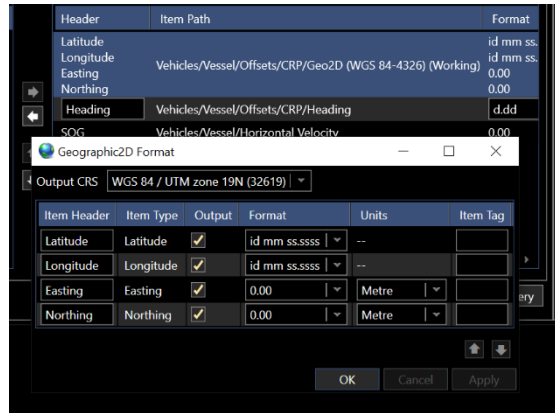 Header Item Path Format
Latitude id mm ss.
Longitude Vehicles/Vessel/Offsets/CRP/Geo2D (WGS 84-4326) (Working) id mm ss.
Easting 0.00
Northing 0.00
Heading Vehicles/Vessel/Offsets/CRP/Heading d.dd
SOG Vehicles/Vessel/Horizontal Velocity 0.00
Geographic2D Format
Output CRS WGS 84 / UTM zone 19N (32619)
Item Header Item Type Output Format Units Item Tag
Latitude Latitude id mm ss.ssss --
Longitude Longitude id mm ss.ssss --
Easting Easting 0.00 Metre
Northing Northing 0.00 Metre
ery
OK Cancel Apply